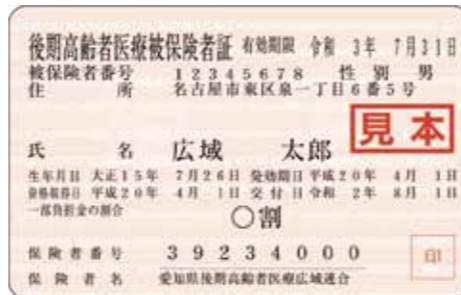 後期高齢者医療被保険者証 有効期限 令和 3年 7月31日
被保険者番号 12345678 性別 男
住所 名古屋市東区泉一丁目6番5号
見本
氏名 広域 太郎
生年月日 大正15年 7月26日 発効期日 平成20年 4月 1日
資格取得日 平成20年 4月 1日 交付日 令和 2年 8月 1日
一部負担金の割合
〇割
保険者番号 39234000
印
保険者名 愛知県後期高齢者医療広域連合